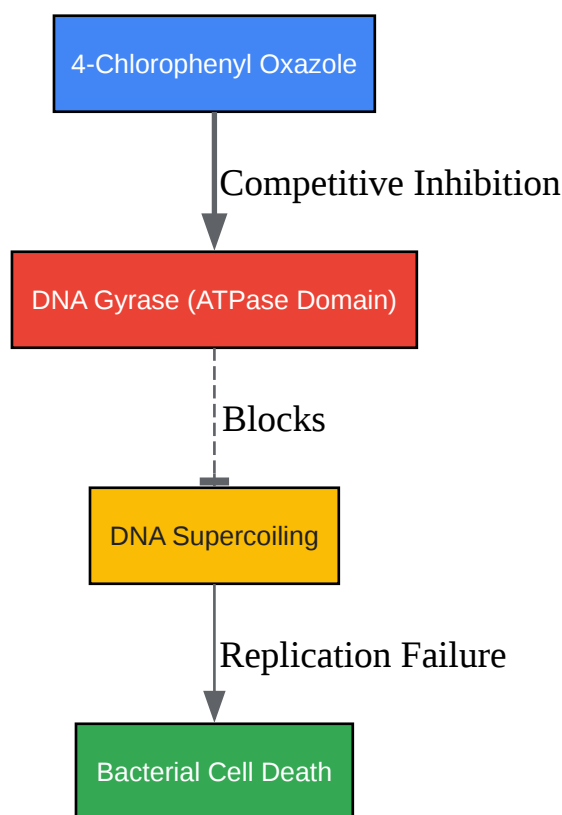 4-Chlorophenyl Oxazole
Competitive Inhibition
DNA Gyrase (ATPase Domain)
Blocks
DNA Supercoiling
Replication Failure
Bacterial Cell Death